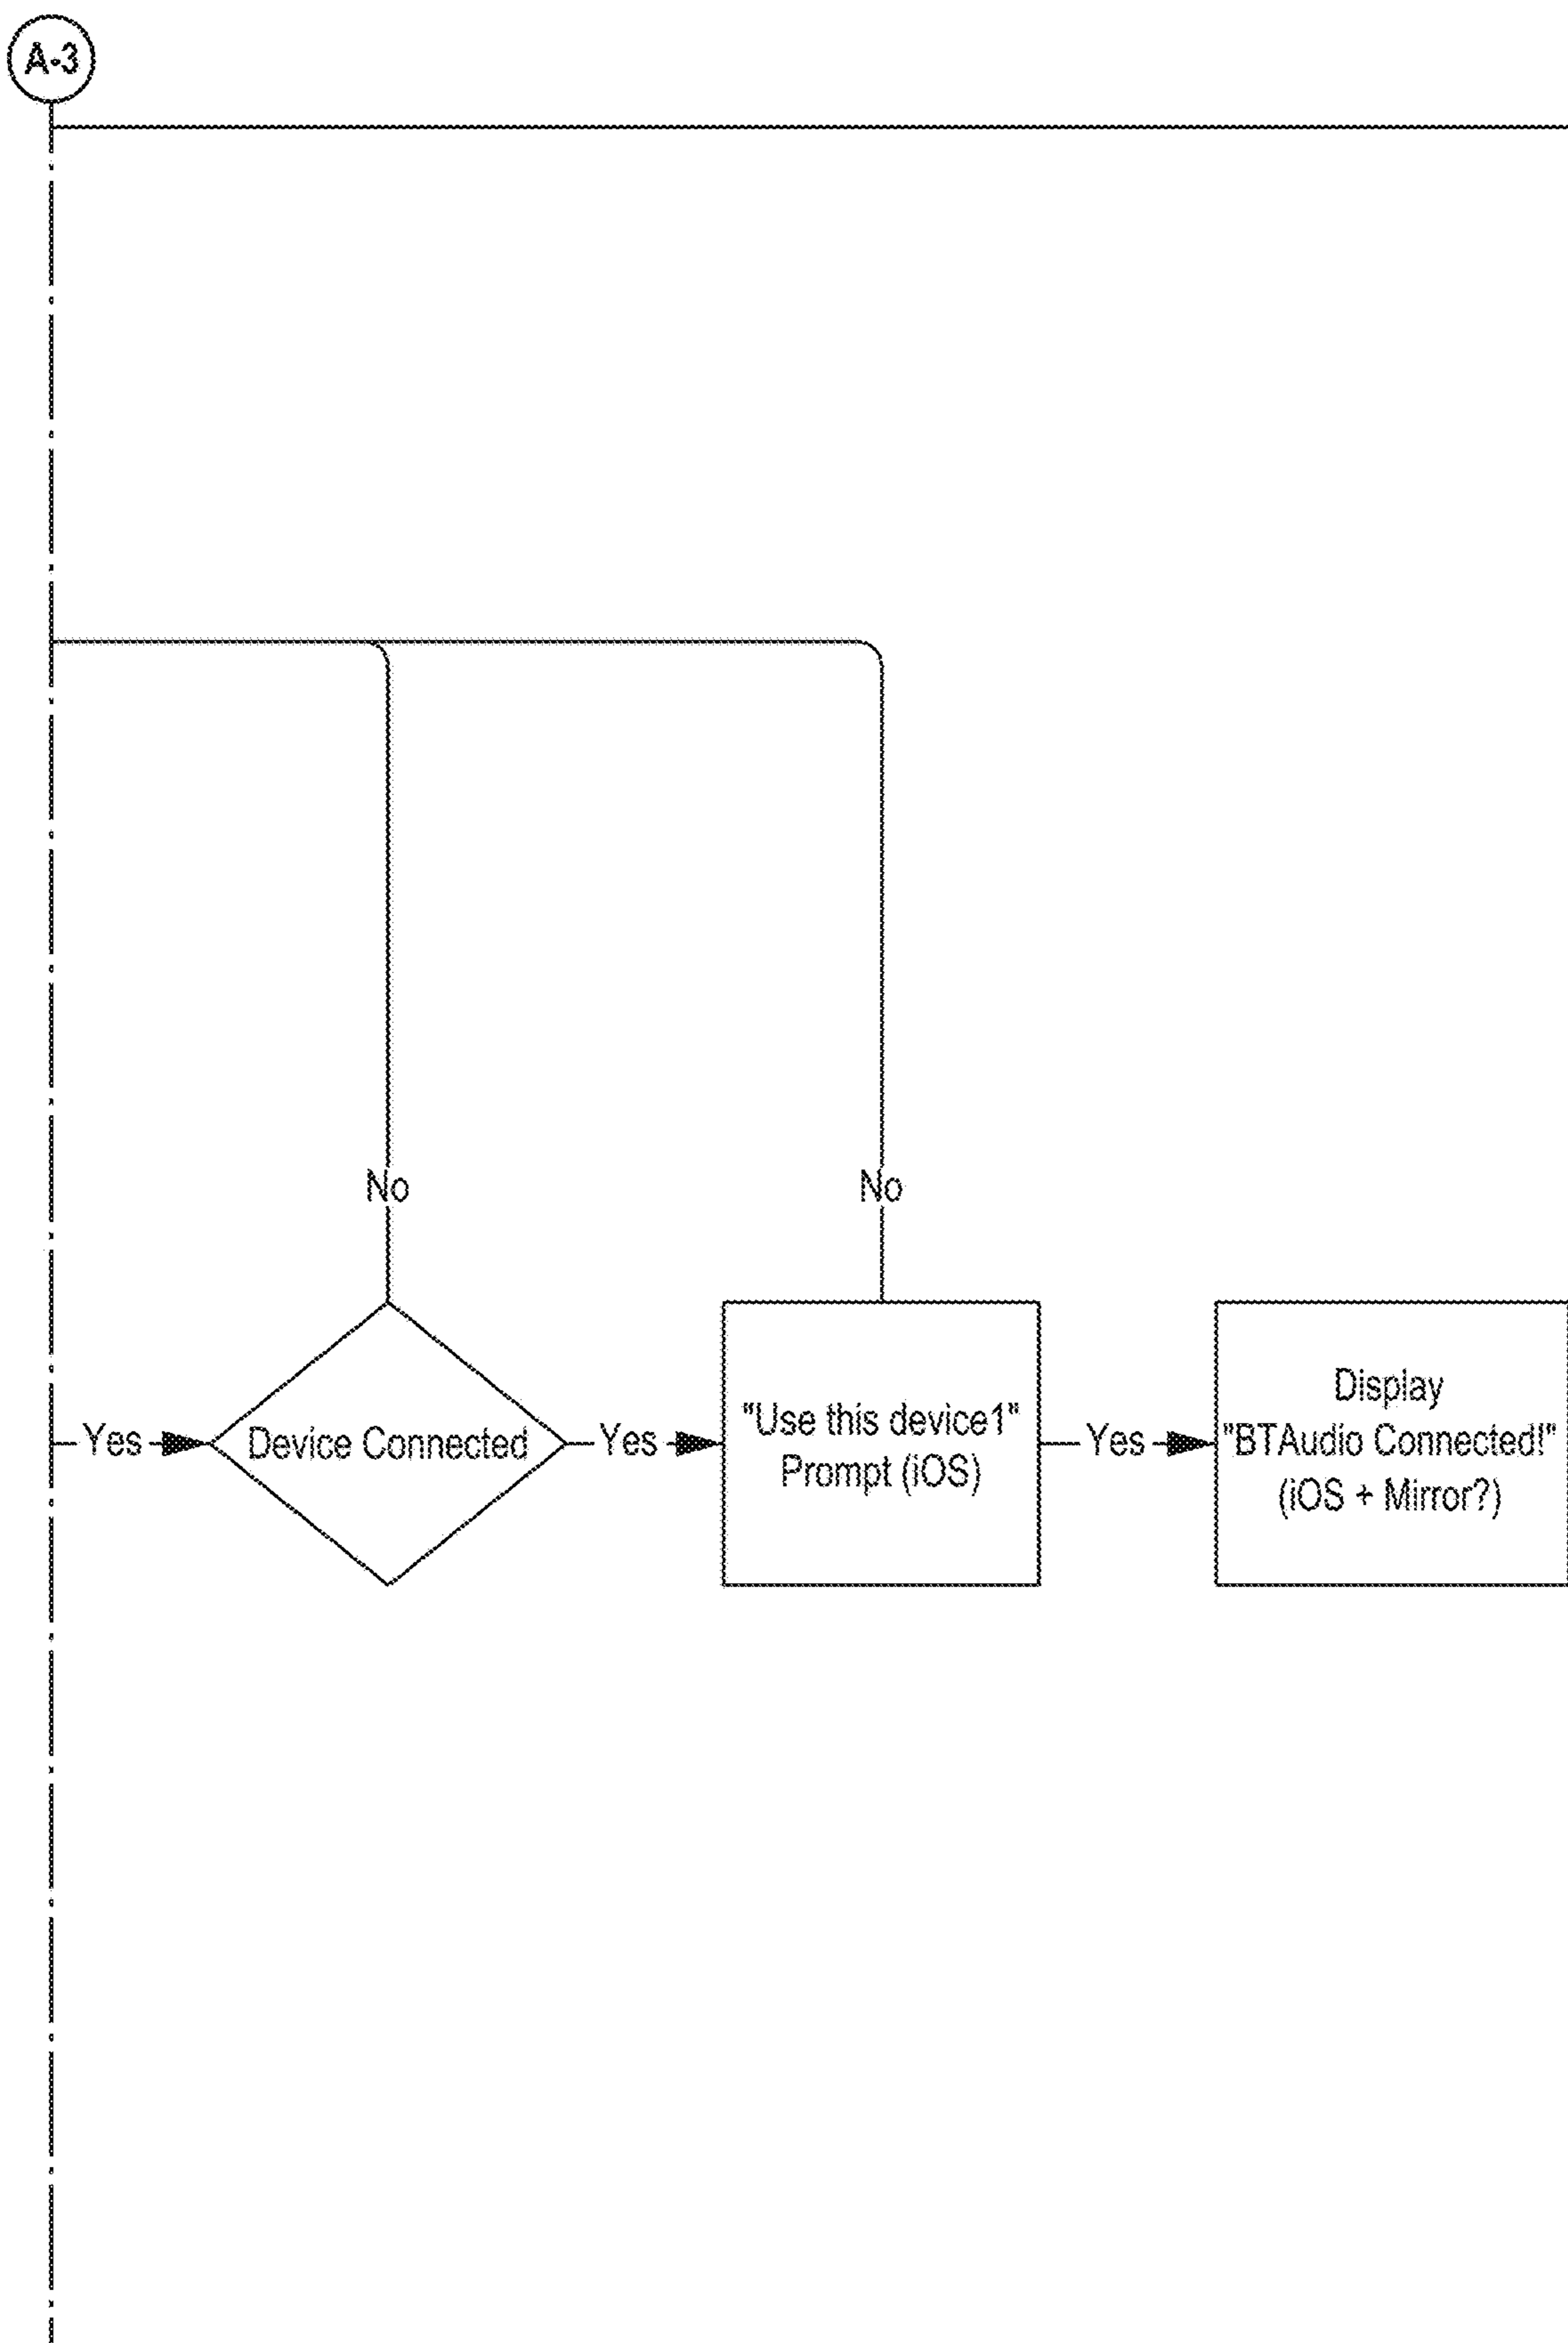 A-3
No
No
Yes
Device Connected
Yes
"Use this device1"
Prompt (iOS)
Yes
Display
"BTAudio Connected!"
(iOS + Mirror?)